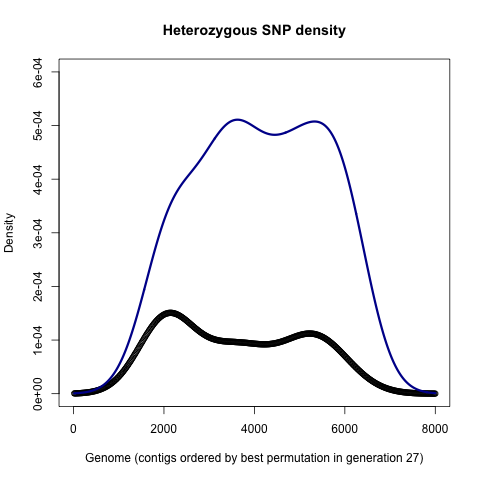 Heterozygous SNP density
6e-04
5e-04
4e-04
3e-04
2e-04
1e-04
0e+00
Density
0 2000 4000 6000 8000
Genome (contigs ordered by best permutation in generation 27)